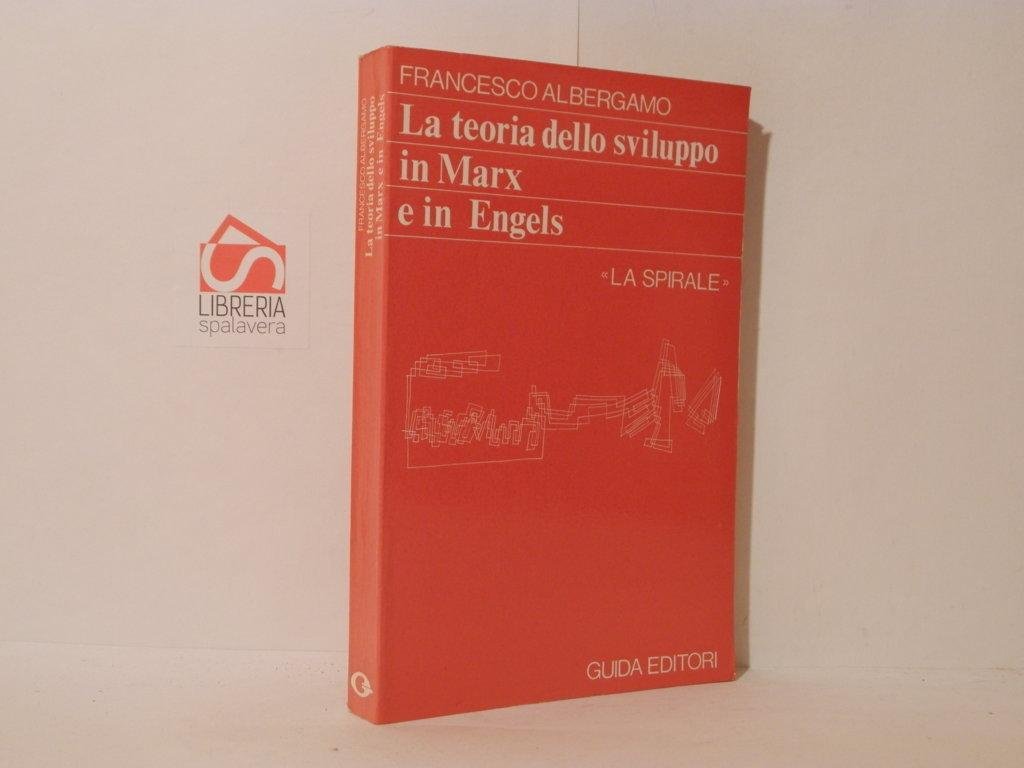 FRANCESCO ALBERGAMO
La teoria dello sviluppo
in Marx
e in Engels
« LA SPIRALE »
GUIDA EDITORI
FRANCESCO ALBERGAMO
La teoria dello sviluppo
in Marx e in Engels
LIBRERIA
spalavera